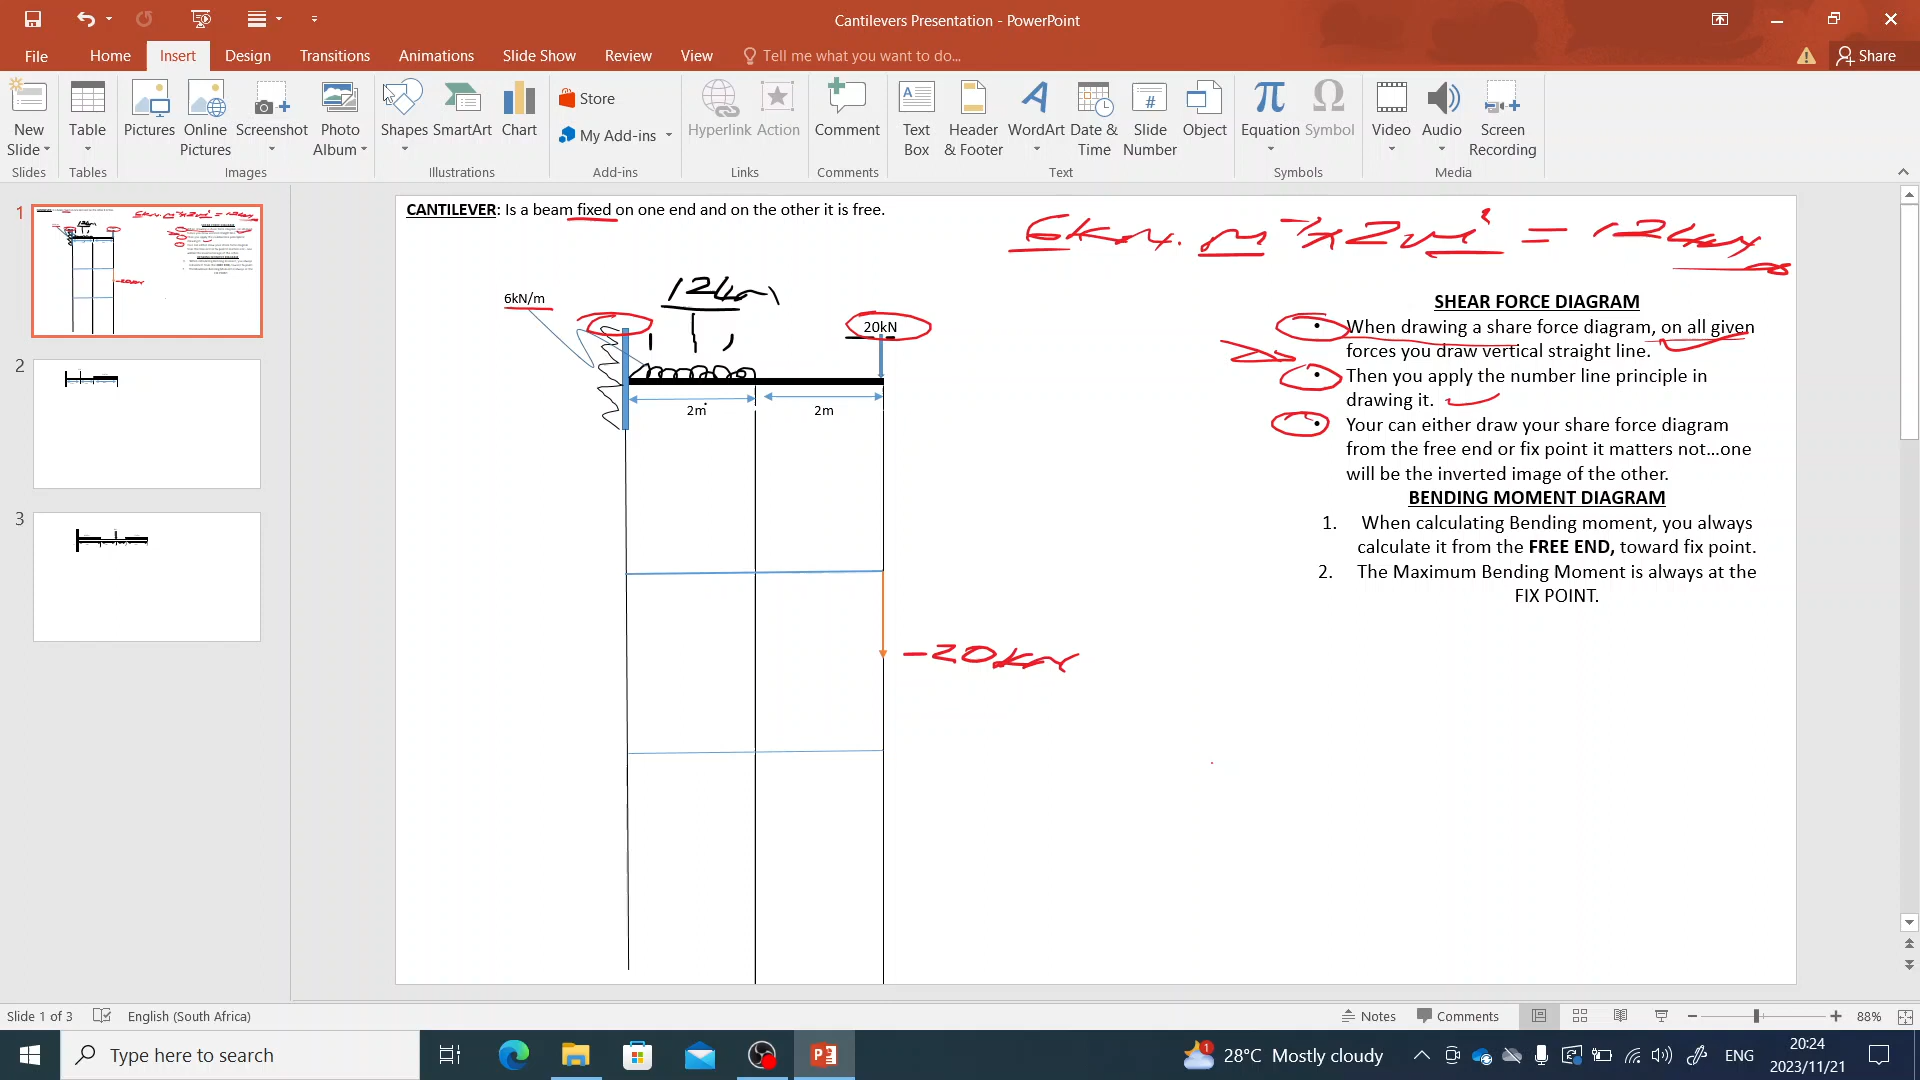 Cantilevers Presentation - PowerPoint
File Home Insert Design Transitions Animations Slide Show Review View Tell me what you want to do... Share
New Slide Table Pictures Online Pictures Screenshot Photo Album Shapes SmartArt Chart Store My Add-ins Hyperlink Action Comment Text Box Header & Footer WordArt Date & Time Slide Number Object Equation Symbol Video Audio Screen Recording
Slides Tables Images Illustrations Add-ins Links Comments Text Symbols Media
1
2
3
CANTILEVER: Is a beam fixed on one end and on the other it is free.
6kN.m⁻¹x2m¹ = 12kN
12kN
6kN/m
20kN
2m
2m
-20kN
SHEAR FORCE DIAGRAM
• When drawing a share force diagram, on all given
forces you draw vertical straight line.
• Then you apply the number line principle in
drawing it.
• Your can either draw your share force diagram
from the free end or fix point it matters not...one
will be the inverted image of the other.
BENDING MOMENT DIAGRAM
1. When calculating Bending moment, you always
calculate it from the FREE END, toward fix point.
2. The Maximum Bending Moment is always at the
FIX POINT.
Slide 1 of 3 English (South Africa) Notes Comments 88%
Type here to search 28°C Mostly cloudy ENG 20:24
2023/11/21